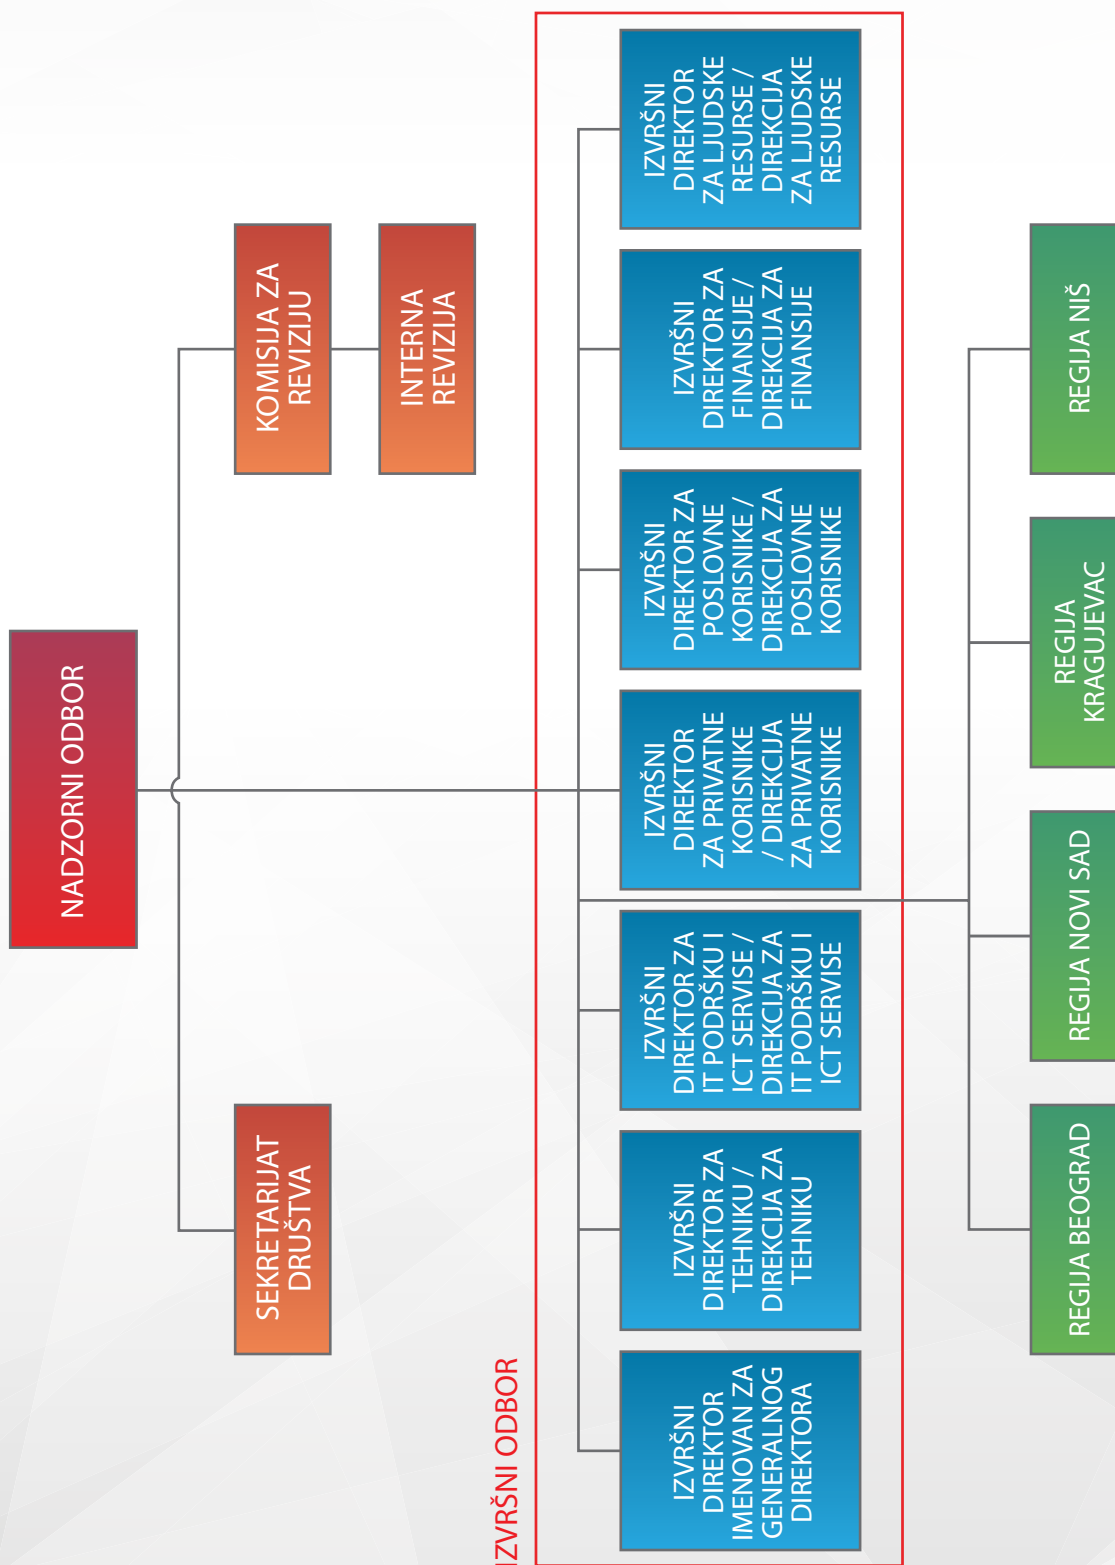 NADZORNI ODBOR
SEKRETARIJAT
DRUŠTVA
KOMISIJA ZA
REVIZIJU
INTERNA
REVIZIJA
IZVRŠNI ODBOR
IZVRŠNI
DIREKTOR
IMENOVAN ZA
GENERALNOG
DIREKTORA
IZVRŠNI
DIREKTOR ZA
TEHNIKU /
DIREKCIJA ZA
TEHNIKU
IZVRŠNI
DIREKTOR ZA
IT PODRŠKU I
ICT SERVISE /
DIREKCIJA ZA
IT PODRŠKU I
ICT SERVISE
IZVRŠNI
DIREKTOR
ZA PRIVATNE
KORISNIKE
/ DIREKCIJA
ZA PRIVATNE
KORISNIKE
IZVRŠNI
DIREKTOR ZA
POSLOVNE
KORISNIKE /
DIREKCIJA ZA
POSLOVNE
KORISNIKE
IZVRŠNI
DIREKTOR ZA
FINANSIJE /
DIREKCIJA ZA
FINANSIJE
IZVRŠNI
DIREKTOR
ZA LJUDSKE
RESURSE /
DIREKCIJA
ZA LJUDSKE
RESURSE
REGIJA BEOGRAD
REGIJA NOVI SAD
REGIJA
KRAGUJEVAC
REGIJA NIŠ